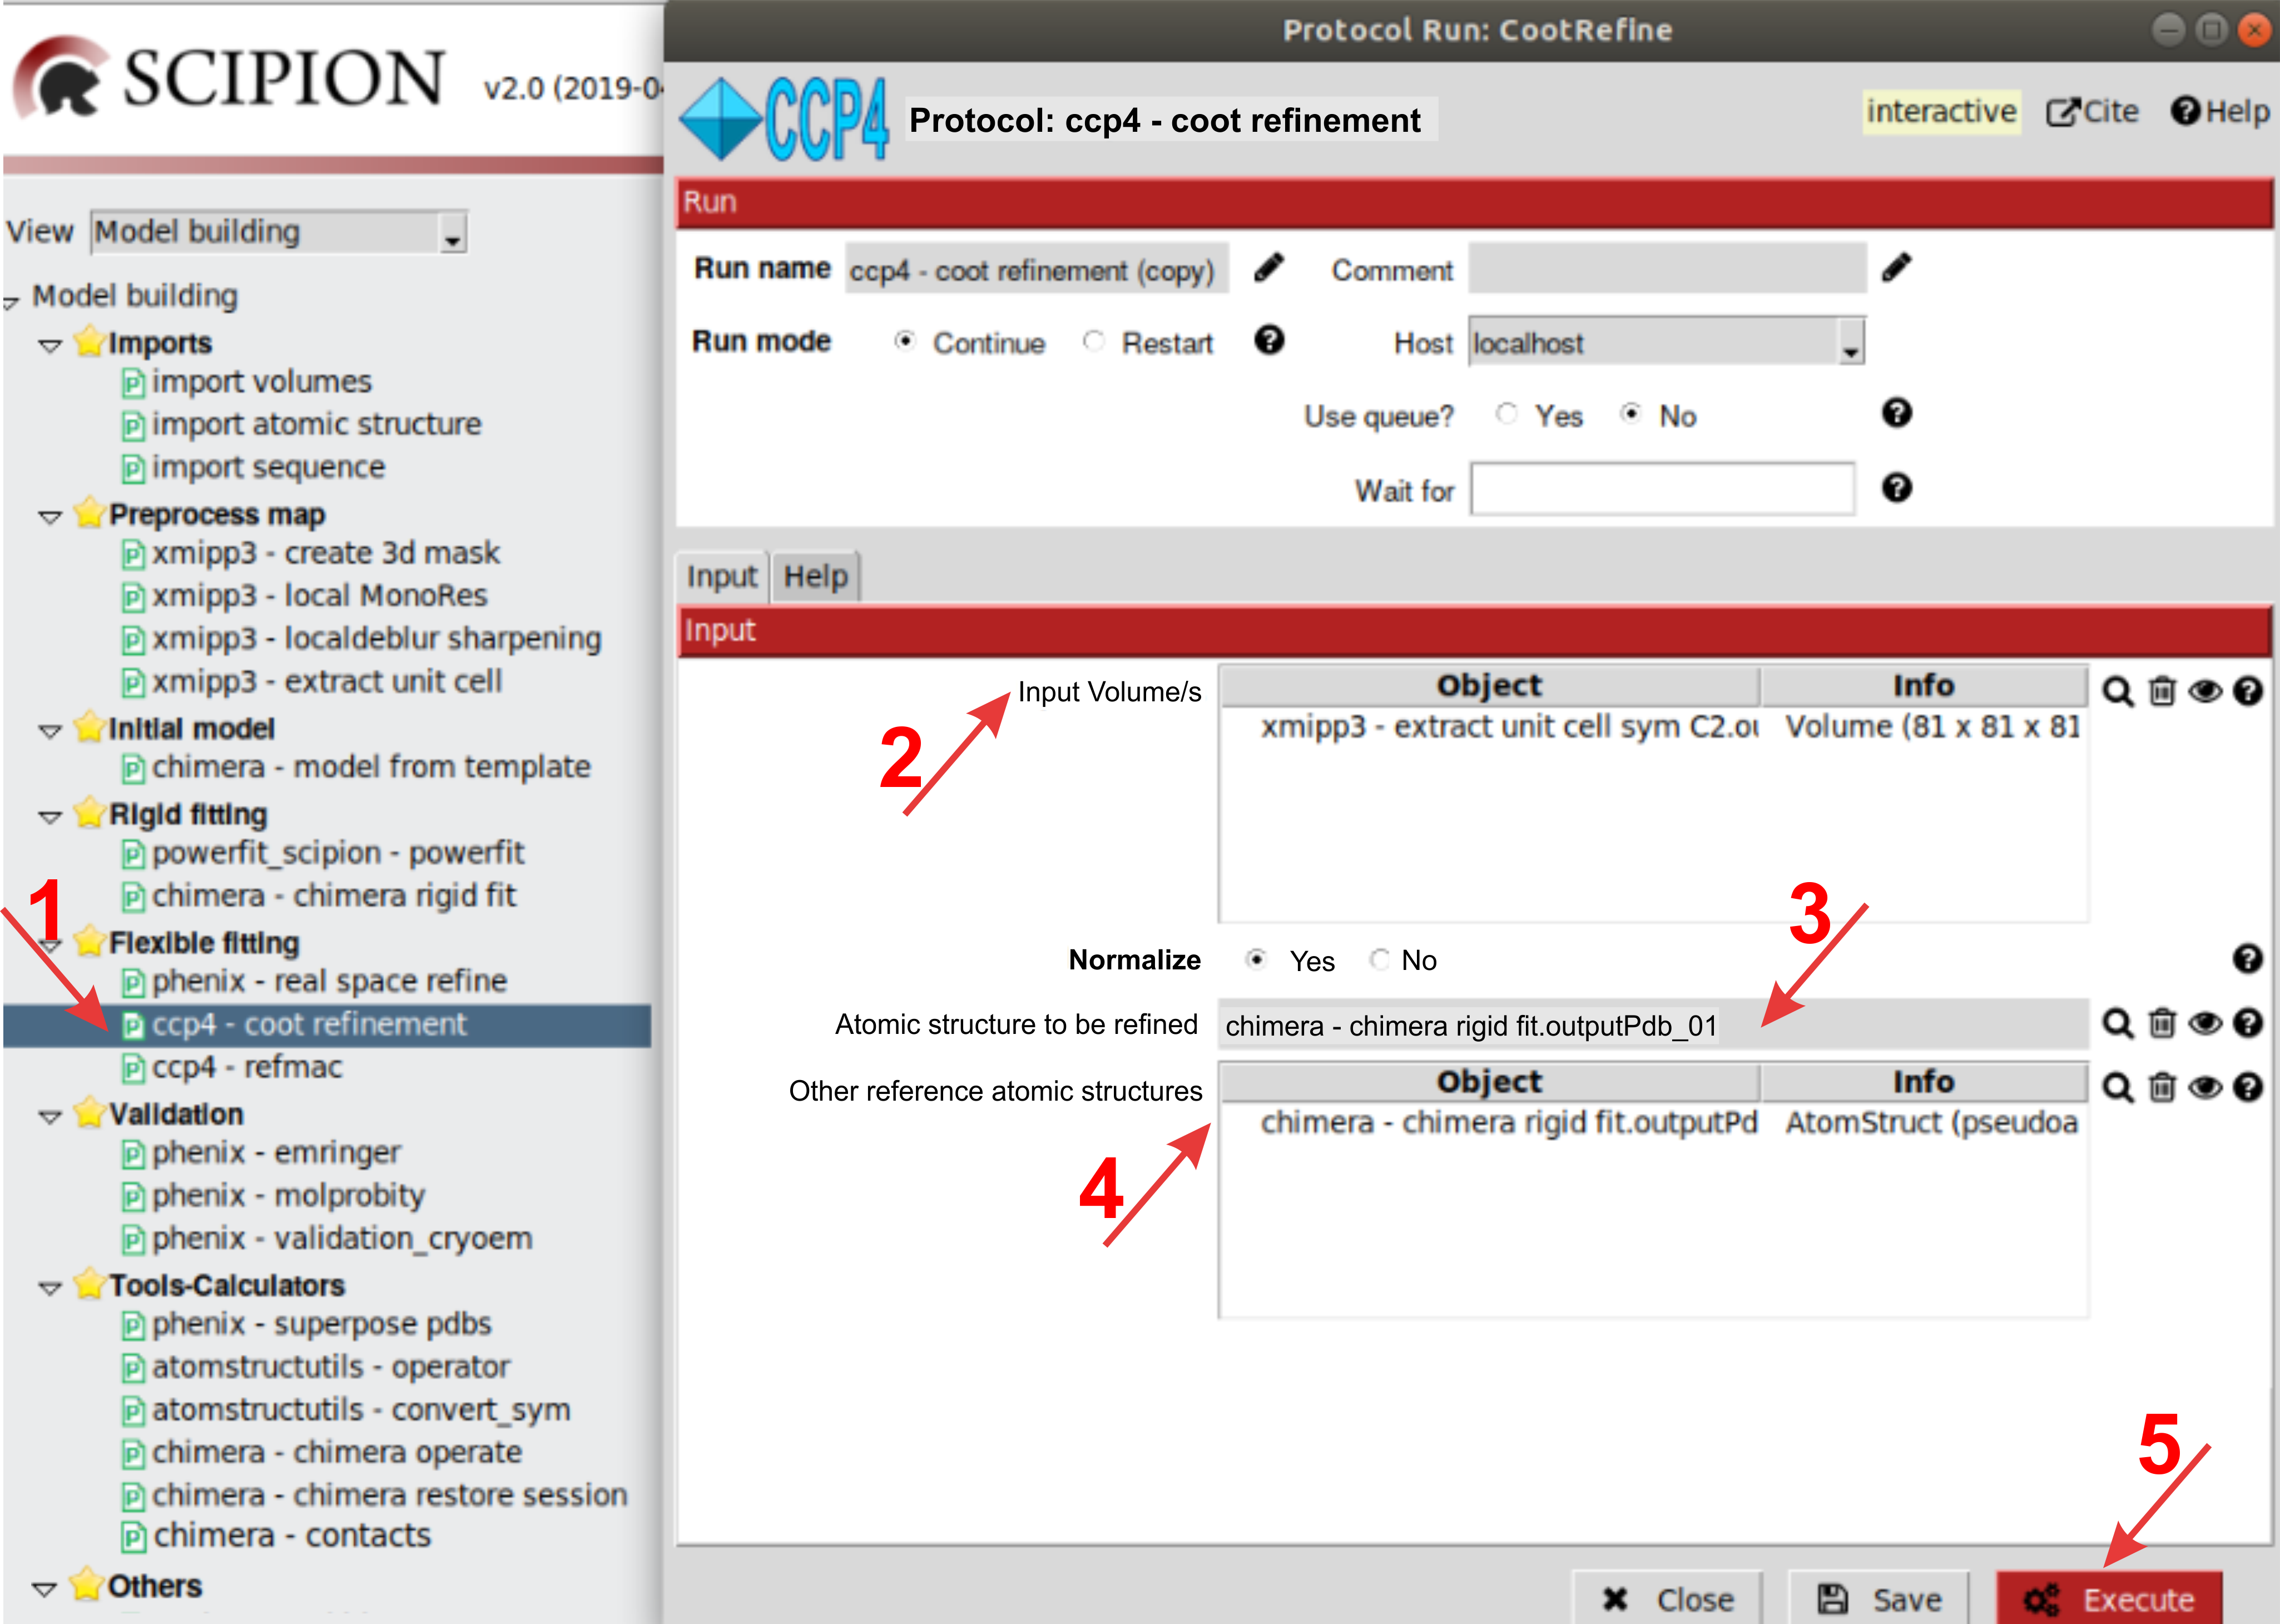 SCIPION v2.0 (2019-0
View Model building
Model building
Imports
import volumes
import atomic structure
import sequence
Preprocess map
xmipp3 - create 3d mask
xmipp3 - local MonoRes
xmipp3 - localdeblur sharpening
xmipp3 - extract unit cell
Initial model
chimera - model from template
Rigid fitting
powerfit_scipion - powerfit
chimera - chimera rigid fit
1
Flexible fitting
phenix - real space refine
ccp4 - coot refinement
ccp4 - refmac
Validation
phenix - emringer
phenix - molprobity
phenix - validation_cryoem
Tools-Calculators
phenix - superpose pdbs
atomstructutils - operator
atomstructutils - convert_sym
chimera - chimera operate
chimera - chimera restore session
chimera - contacts
Others
Protocol Run: CootRefine
CCP4 Protocol: ccp4 - coot refinement interactive Cite Help
Run
Run name ccp4 - coot refinement (copy) Comment
Run mode Continue Restart Host localhost
Use queue? Yes No
Wait for
Input Help
Input
Input Volume/s Object Info
xmipp3 - extract unit cell sym C2.ou Volume (81 x 81 x 81
2
3
Normalize Yes No
Atomic structure to be refined chimera - chimera rigid fit.outputPdb_01
Other reference atomic structures Object Info
chimera - chimera rigid fit.outputPd AtomStruct (pseudoa
4
5
Close Save Execute